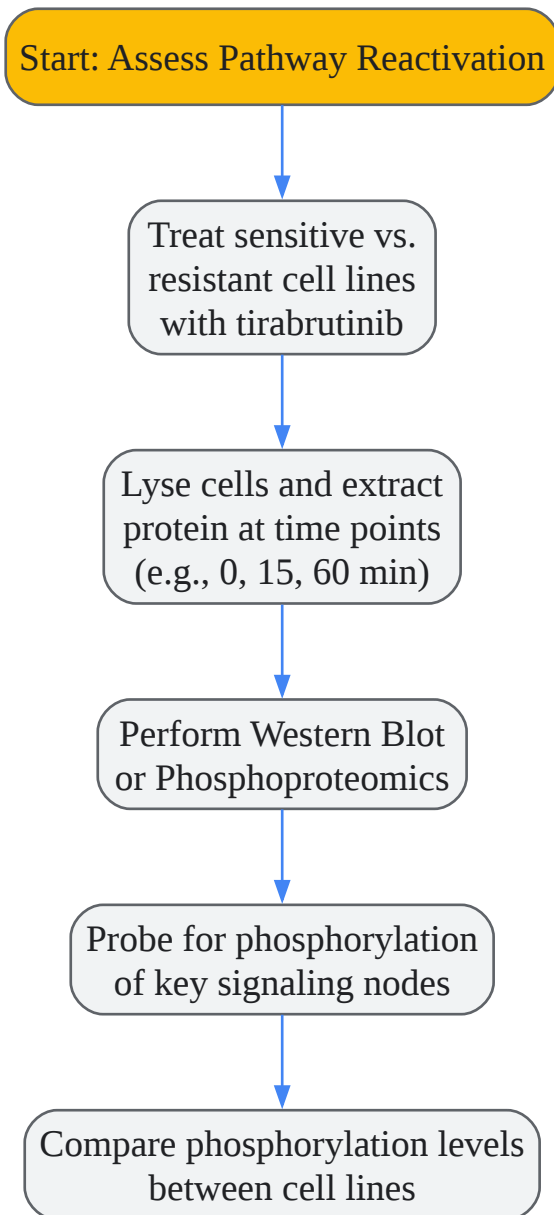 Start: Assess Pathway Reactivation
Treat sensitive vs.
resistant cell lines
with tirabrutinib
Lyse cells and extract
protein at time points
(e.g., 0, 15, 60 min)
Perform Western Blot
or Phosphoproteomics
Probe for phosphorylation
of key signaling nodes
Compare phosphorylation levels
between cell lines